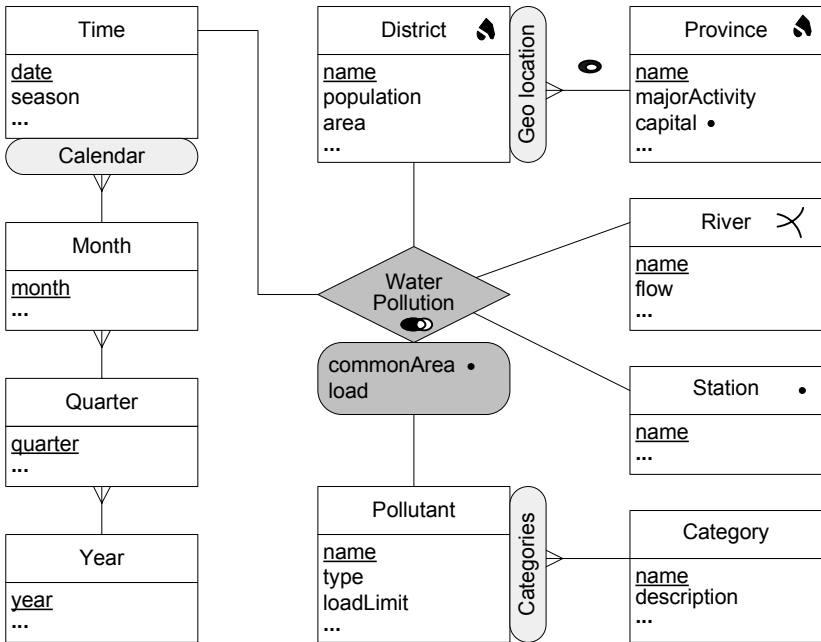 Time
date
season
...
Calendar
Month
month
...
Quarter
quarter
...
Year
year
...
District
name
population
area
...
Geo location
Province
name
majorActivity
capital
...
Water
Pollution
commonArea
load
River
name
flow
...
Station
name
...
Pollutant
name
type
loadLimit
...
Categories
Category
name
description
...